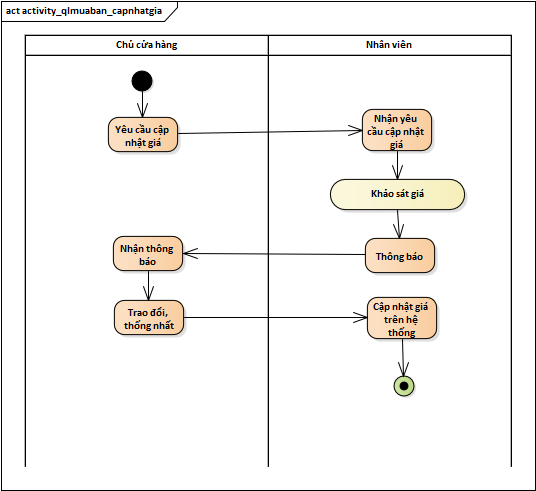 act activity_qlmuaban_capnhatgia
Chủ cửa hàng
Nhân viên
Yêu cầu cập
nhật giá
Nhận yêu
cầu cập nhật
giá
Khảo sát giá
Nhận thông
báo
Thông báo
Trao đổi,
thống nhất
Cập nhật giá
trên hệ
thống